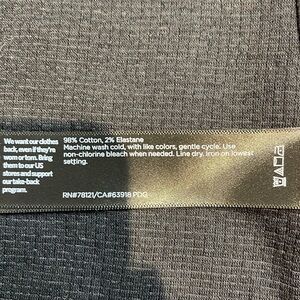 We want our clothes
back, even if they're
worn or torn. Bring
them to our US
stores and support
our take-back
program.
98% Cotton, 2% Elastane
Machine wash cold, with like colors, gentle cycle. Use
non-chlorine bleach when needed. Line dry, iron on lowest
setting.
RN#78121/CA#63918 PDG